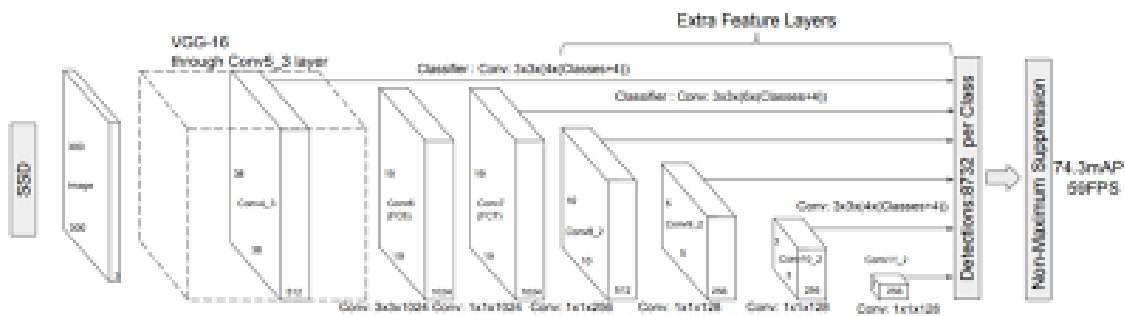 Extra Feature Layers
VGG-16
through Conv5_3 layer
Classifier : Conv: 3x3x(4x(Classes+4))
Classifier : Conv: 3x3x(6x(Classes+4))
SSD
300
Image
300
3
38
Conv4_3
38
512
19
Conv6
(FC6)
19
1024
19
Conv7
(FC7)
19
1024
10
Conv8_2
10
512
5
Conv9_2
5
256
Conv: 3x3x(4x(Classes+4))
3
Conv10_2
3
256
Conv11_2
256
Conv: 3x3x1024
Conv: 1x1x1024
Conv: 1x1x256
Conv: 1x1x128
Conv: 1x1x128
Conv: 1x1x128
Detections:8732 per Class
Non-Maximum Suppression
74.3mAP
59FPS